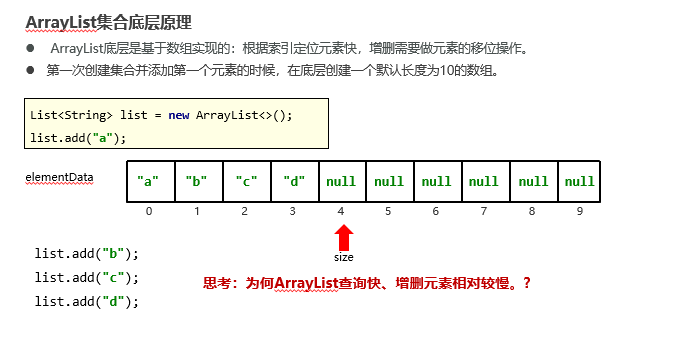 ArrayList集合底层原理
● ArrayList底层是基于数组实现的：根据索引定位元素快，增删需要做元素的移位操作。
● 第一次创建集合并添加第一个元素的时候，在底层创建一个默认长度为10的数组。
List<String> list = new ArrayList<>();
list.add("a");
elementData "a" "b" "c" "d" null null null null null null
0 1 2 3 4 5 6 7 8 9
size
list.add("b");
list.add("c");
list.add("d");
思考：为何ArrayList查询快、增删元素相对较慢。?